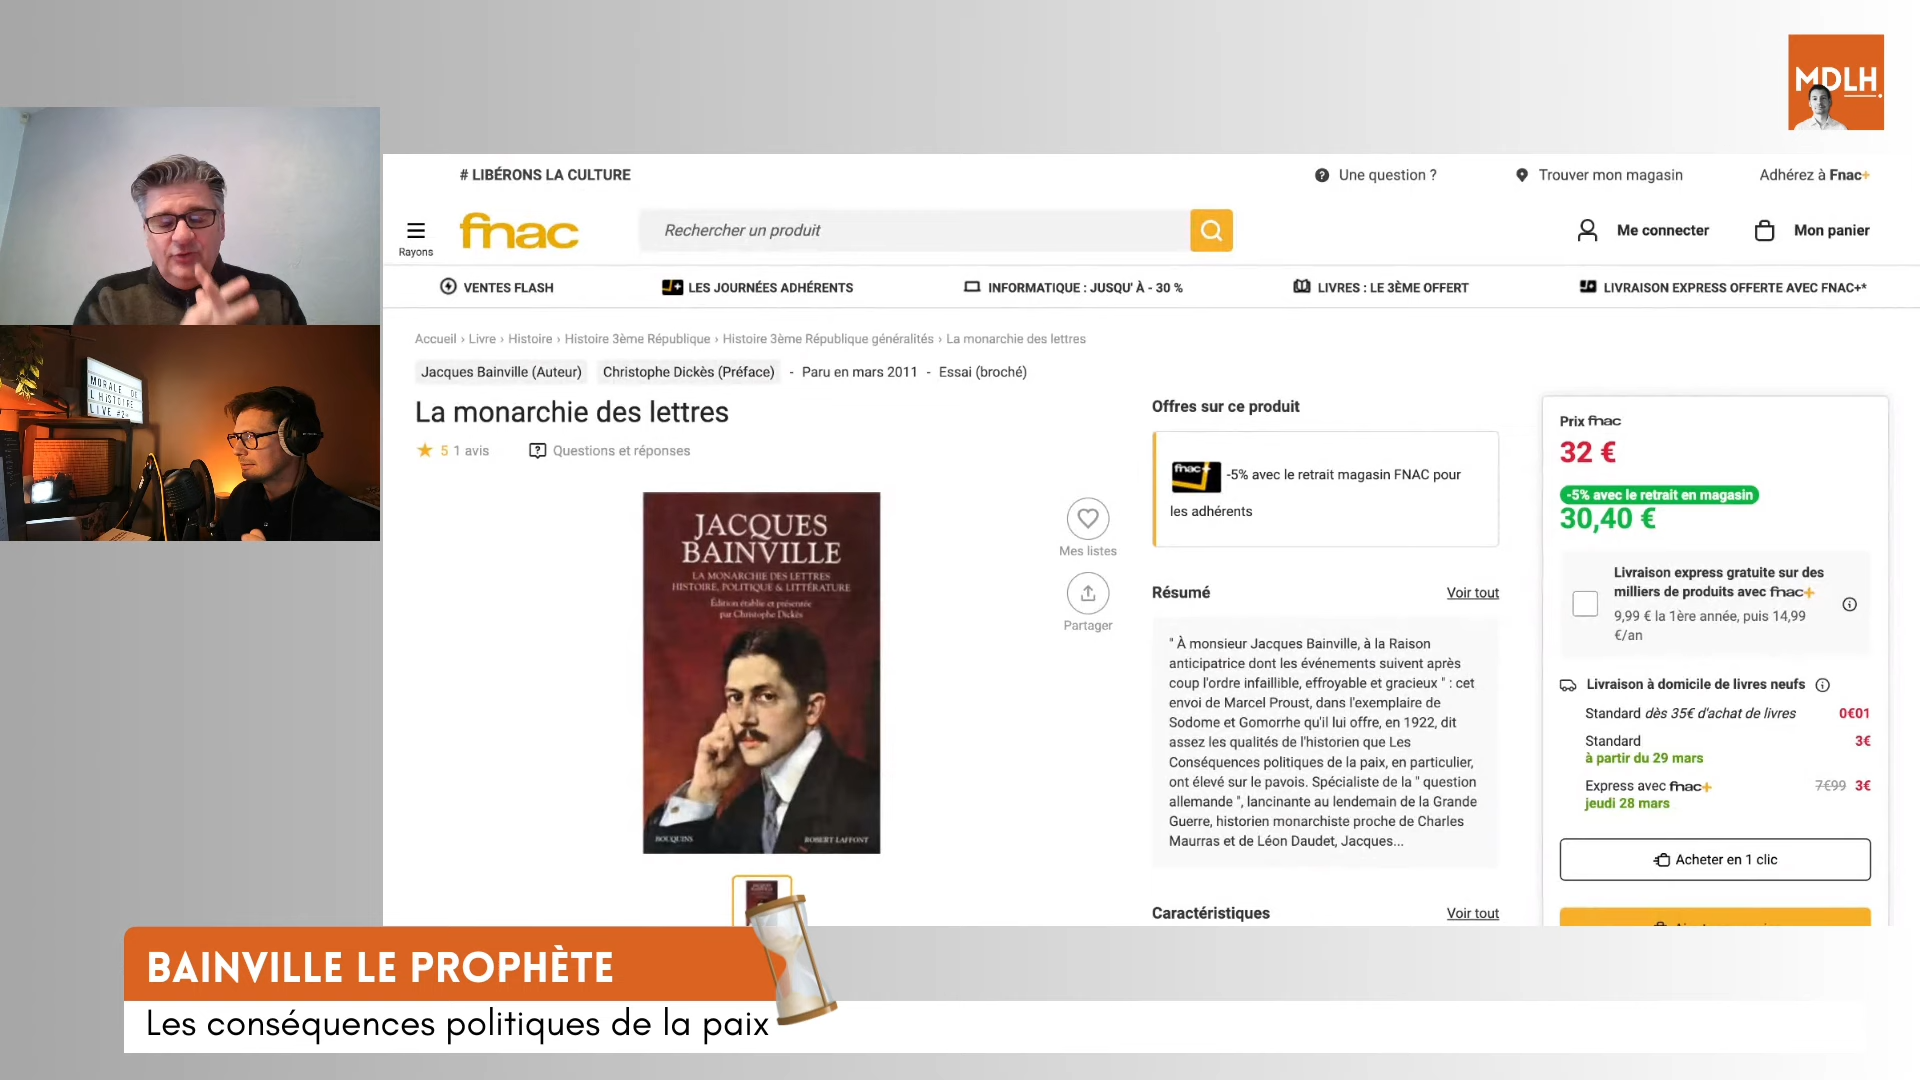 MDLH.
MORALE DE
L'HISTOIRE
LIVE #24
# LIBÉRONS LA CULTURE
Une question ?
Trouver mon magasin
Adhérez à Fnac+
Rayons
fnac
Rechercher un produit
Me connecter
Mon panier
VENTES FLASH
LES JOURNÉES ADHÉRENTS
INFORMATIQUE : JUSQU' À - 30 %
LIVRES : LE 3ÈME OFFERT
LIVRAISON EXPRESS OFFERTE AVEC FNAC+*
Accueil › Livre › Histoire › Histoire 3ème République › Histoire 3ème République généralités › La monarchie des lettres
Jacques Bainville (Auteur) Christophe Dickès (Préface) - Paru en mars 2011 - Essai (broché)
La monarchie des lettres
5 1 avis
Questions et réponses
JACQUES
BAINVILLE
LA MONARCHIE DES LETTRES
HISTOIRE, POLITIQUE & LITTÉRATURE
Édition établie et présentée
par Christophe Dickès
BOUQUINS
ROBERT LAFFONT
Mes listes
Partager
Offres sur ce produit
fnac+
-5% avec le retrait magasin FNAC pour
les adhérents
Résumé
Voir tout
" À monsieur Jacques Bainville, à la Raison
anticipatrice dont les événements suivent après
coup l'ordre infaillible, effroyable et gracieux " : cet
envoi de Marcel Proust, dans l'exemplaire de
Sodome et Gomorrhe qu'il lui offre, en 1922, dit
assez les qualités de l'historien que Les
Conséquences politiques de la paix, en particulier,
ont élevé sur le pavois. Spécialiste de la " question
allemande ", lancinante au lendemain de la Grande
Guerre, historien monarchiste proche de Charles
Maurras et de Léon Daudet, Jacques...
Caractéristiques
Voir tout
Prix fnac
32 €
-5% avec le retrait en magasin
30,40 €
Livraison express gratuite sur des
milliers de produits avec fnac+
9,99 € la 1ère année, puis 14,99
€/an
Livraison à domicile de livres neufs
Standard dès 35€ d'achat de livres 0€01
Standard 3€
à partir du 29 mars
Express avec fnac+ 7€99 3€
jeudi 28 mars
Acheter en 1 clic
BAINVILLE LE PROPHÈTE
Les conséquences politiques de la paix